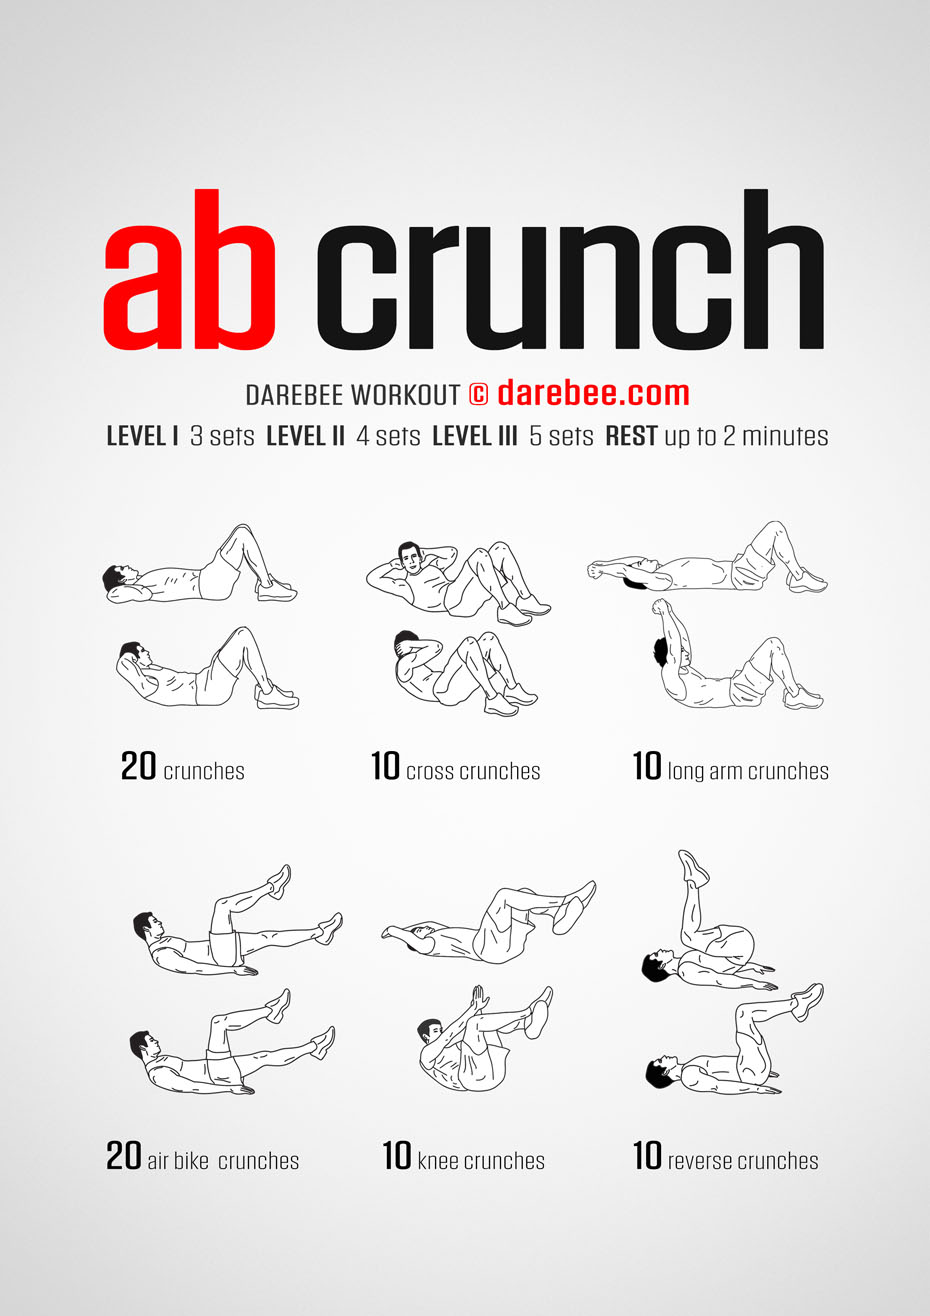 ab crunch
DAREBEE WORKOUT © darebee.com
LEVEL I 3 sets LEVEL II 4 sets LEVEL III 5 sets REST up to 2 minutes
20 crunches
10 cross crunches
10 long arm crunches
20 air bike crunches
10 knee crunches
10 reverse crunches